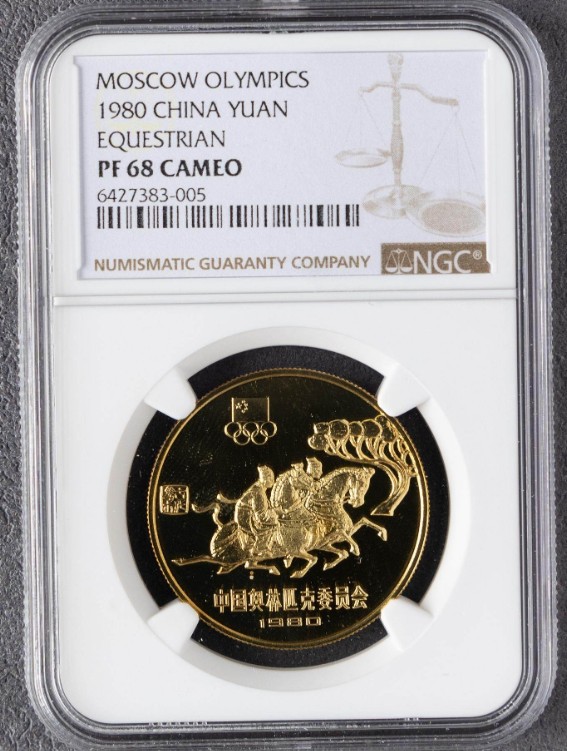 MOSCOW OLYMPICS
1980 CHINA YUAN
EQUESTRIAN
PF 68 CAMEO
6427383-005
NUMISMATIC GUARANTY COMPANY
NGC®
中国奥林匹克委员会
1980